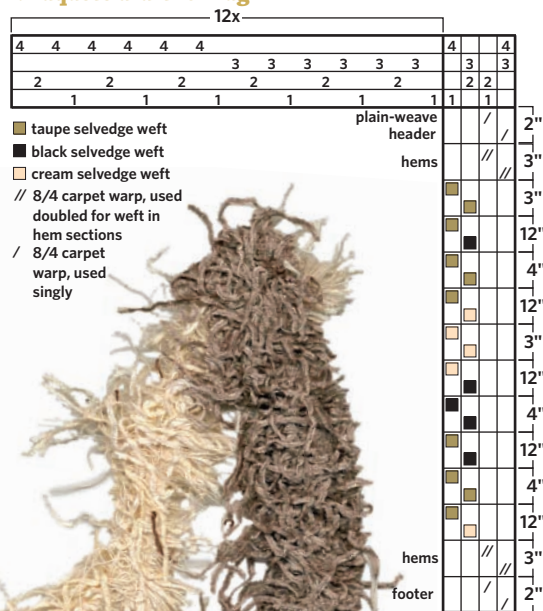 12x
4 4 4 4 4 4 4 4
3 3 3 3 3 3 3 3
2 2 2 2 2 2 2 2
1 1 1 1 1 1 1 1
plain-weave
header
/ /
2"
hems
// //
3"
taupe selvedge weft
black selvedge weft
cream selvedge weft
// 8/4 carpet warp, used
doubled for weft in
hem sections
/ 8/4 carpet
warp, used
singly
3"
12"
4"
12"
3"
12"
4"
12"
4"
12"
hems
// //
3"
footer
/ /
2"